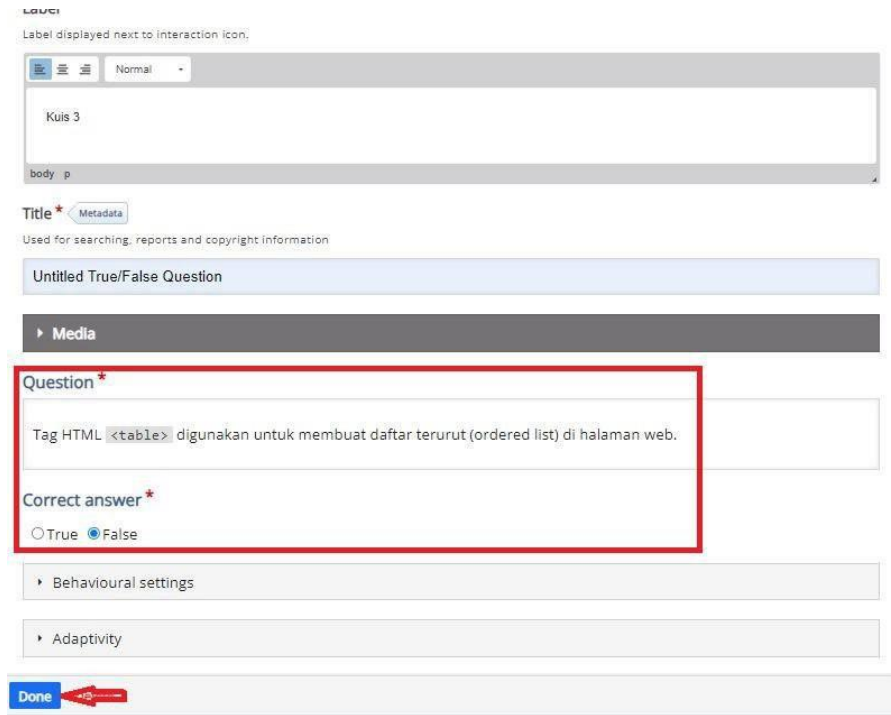 Label
Label displayed next to interaction icon.
Normal
Kuis 3
body p
Title * Metadata
Used for searching, reports and copyright information
Untitled True/False Question
Media
Question *
Tag HTML <table> digunakan untuk membuat daftar terurut (ordered list) di halaman web.
Correct answer *
True False
Behavioural settings
Adaptivity
Done